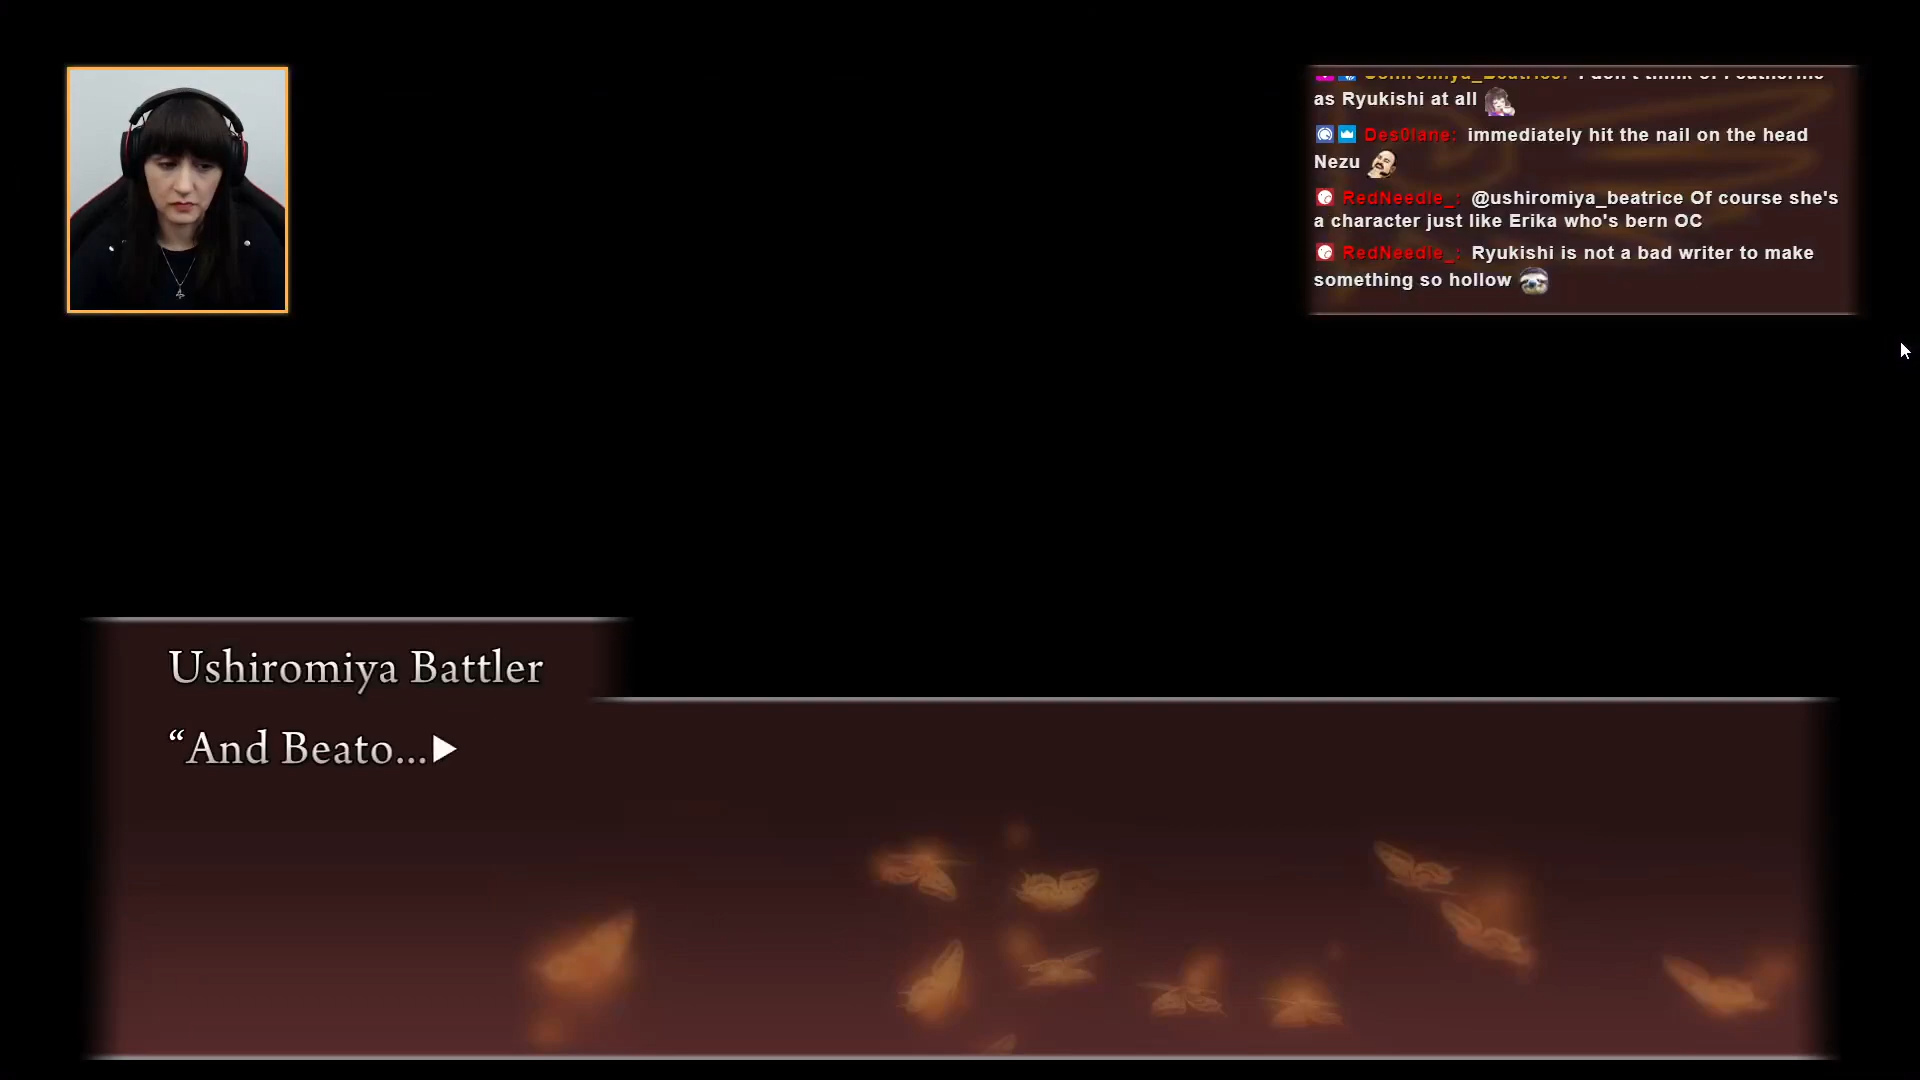 as Ryukishi at all
Des0lane: immediately hit the nail on the head
Nezu
RedNeedle_: @ushiromiya_beatrice Of course she's
a character just like Erika who's bern OC
RedNeedle_: Ryukishi is not a bad writer to make
something so hollow
Ushiromiya Battler
“And Beato...